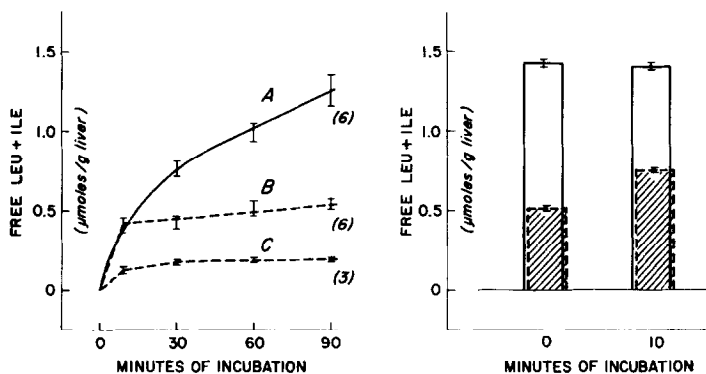 FREE LEU + ILE
(µmoles/g liver)
1.5
1.0
0.5
0
A
(6)
B
(6)
C
(3)
0
30
60
90
MINUTES OF INCUBATION
FREE LEU + ILE
(µmoles/g liver)
1.5
1.0
0.5
0
0
10
MINUTES OF INCUBATION